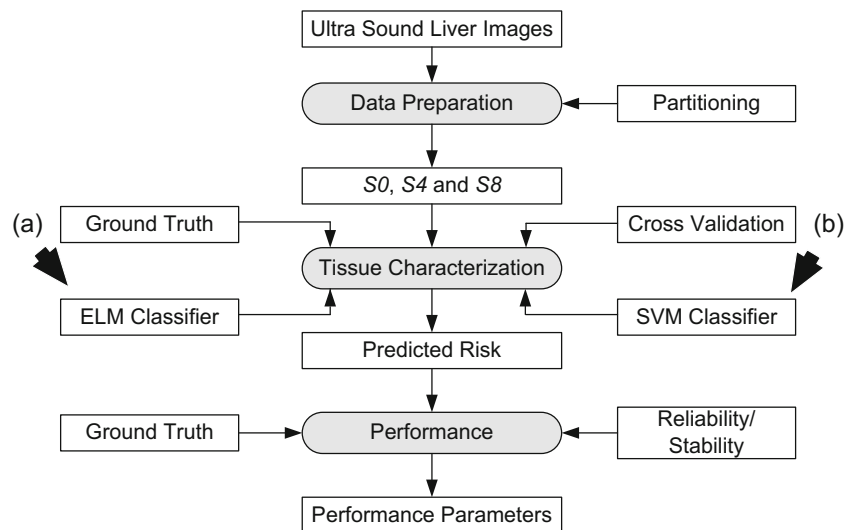 Ultra Sound Liver Images
Data Preparation
Partitioning
S0, S4 and S8
(a)
Ground Truth
Cross Validation
(b)
Tissue Characterization
ELM Classifier
SVM Classifier
Predicted Risk
Ground Truth
Performance
Reliability/
Stability
Performance Parameters